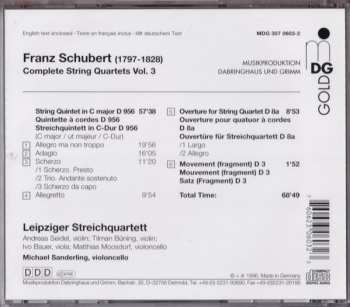 English text enclosed · Texte en français inclus · Mit deutschem Text
MDG 307 0603-2
Franz Schubert (1797-1828)
Complete String Quartets Vol. 3
MUSIKPRODUKTION
DABRINGHAUS UND GRIMM
DG
GOLD
String Quintet in C major D 956 57'38
Quintette à cordes D 956
Streichquintett in C-Dur D 956
(C major / ut majeur / C-Dur)
1 Allegro ma non troppo 19'56
2 Adagio 16'05
3 Scherzo 11'20
/1 Scherzo. Presto
/2 Trio. Andante sostenuto
/3 Scherzo da capo
4 Allegretto 9'54
5 Overture for String Quartet D 8a 8'53
Ouverture pour quatuor à cordes
D 8a
Ouvertüre für Streichquartett D 8a
/1 Largo
/2 Allegro
6 Movement (fragment) D 3 1'52
Mouvement (fragment) D 3
Satz (Fragment) D 3
Total Time: 68'49
Leipziger Streichquartett
Andreas Seidel, violin; Tilman Büning, violin;
Ivo Bauer, viola; Matthias Moosdorf, violoncello
Michael Sanderling, violoncello
DDD
Made in Germany
Musikproduktion Dabringhaus und Grimm